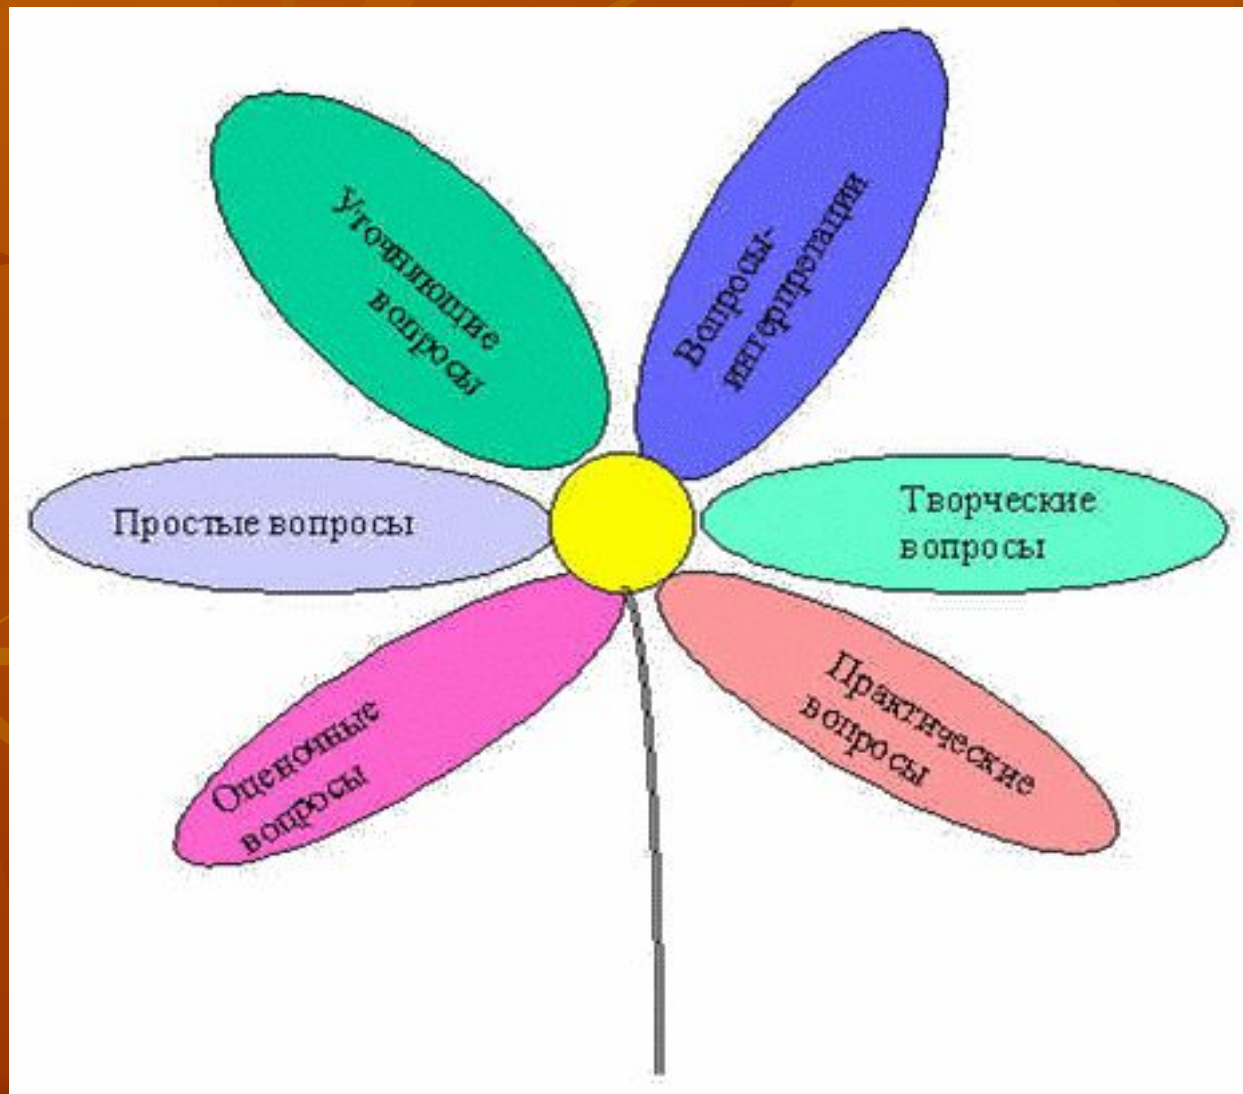 Уточняющие
вопросы
Вопросы-
интерпретации
Простые вопросы
Творческие
вопросы
Оценочные
вопросы
Практические
вопросы